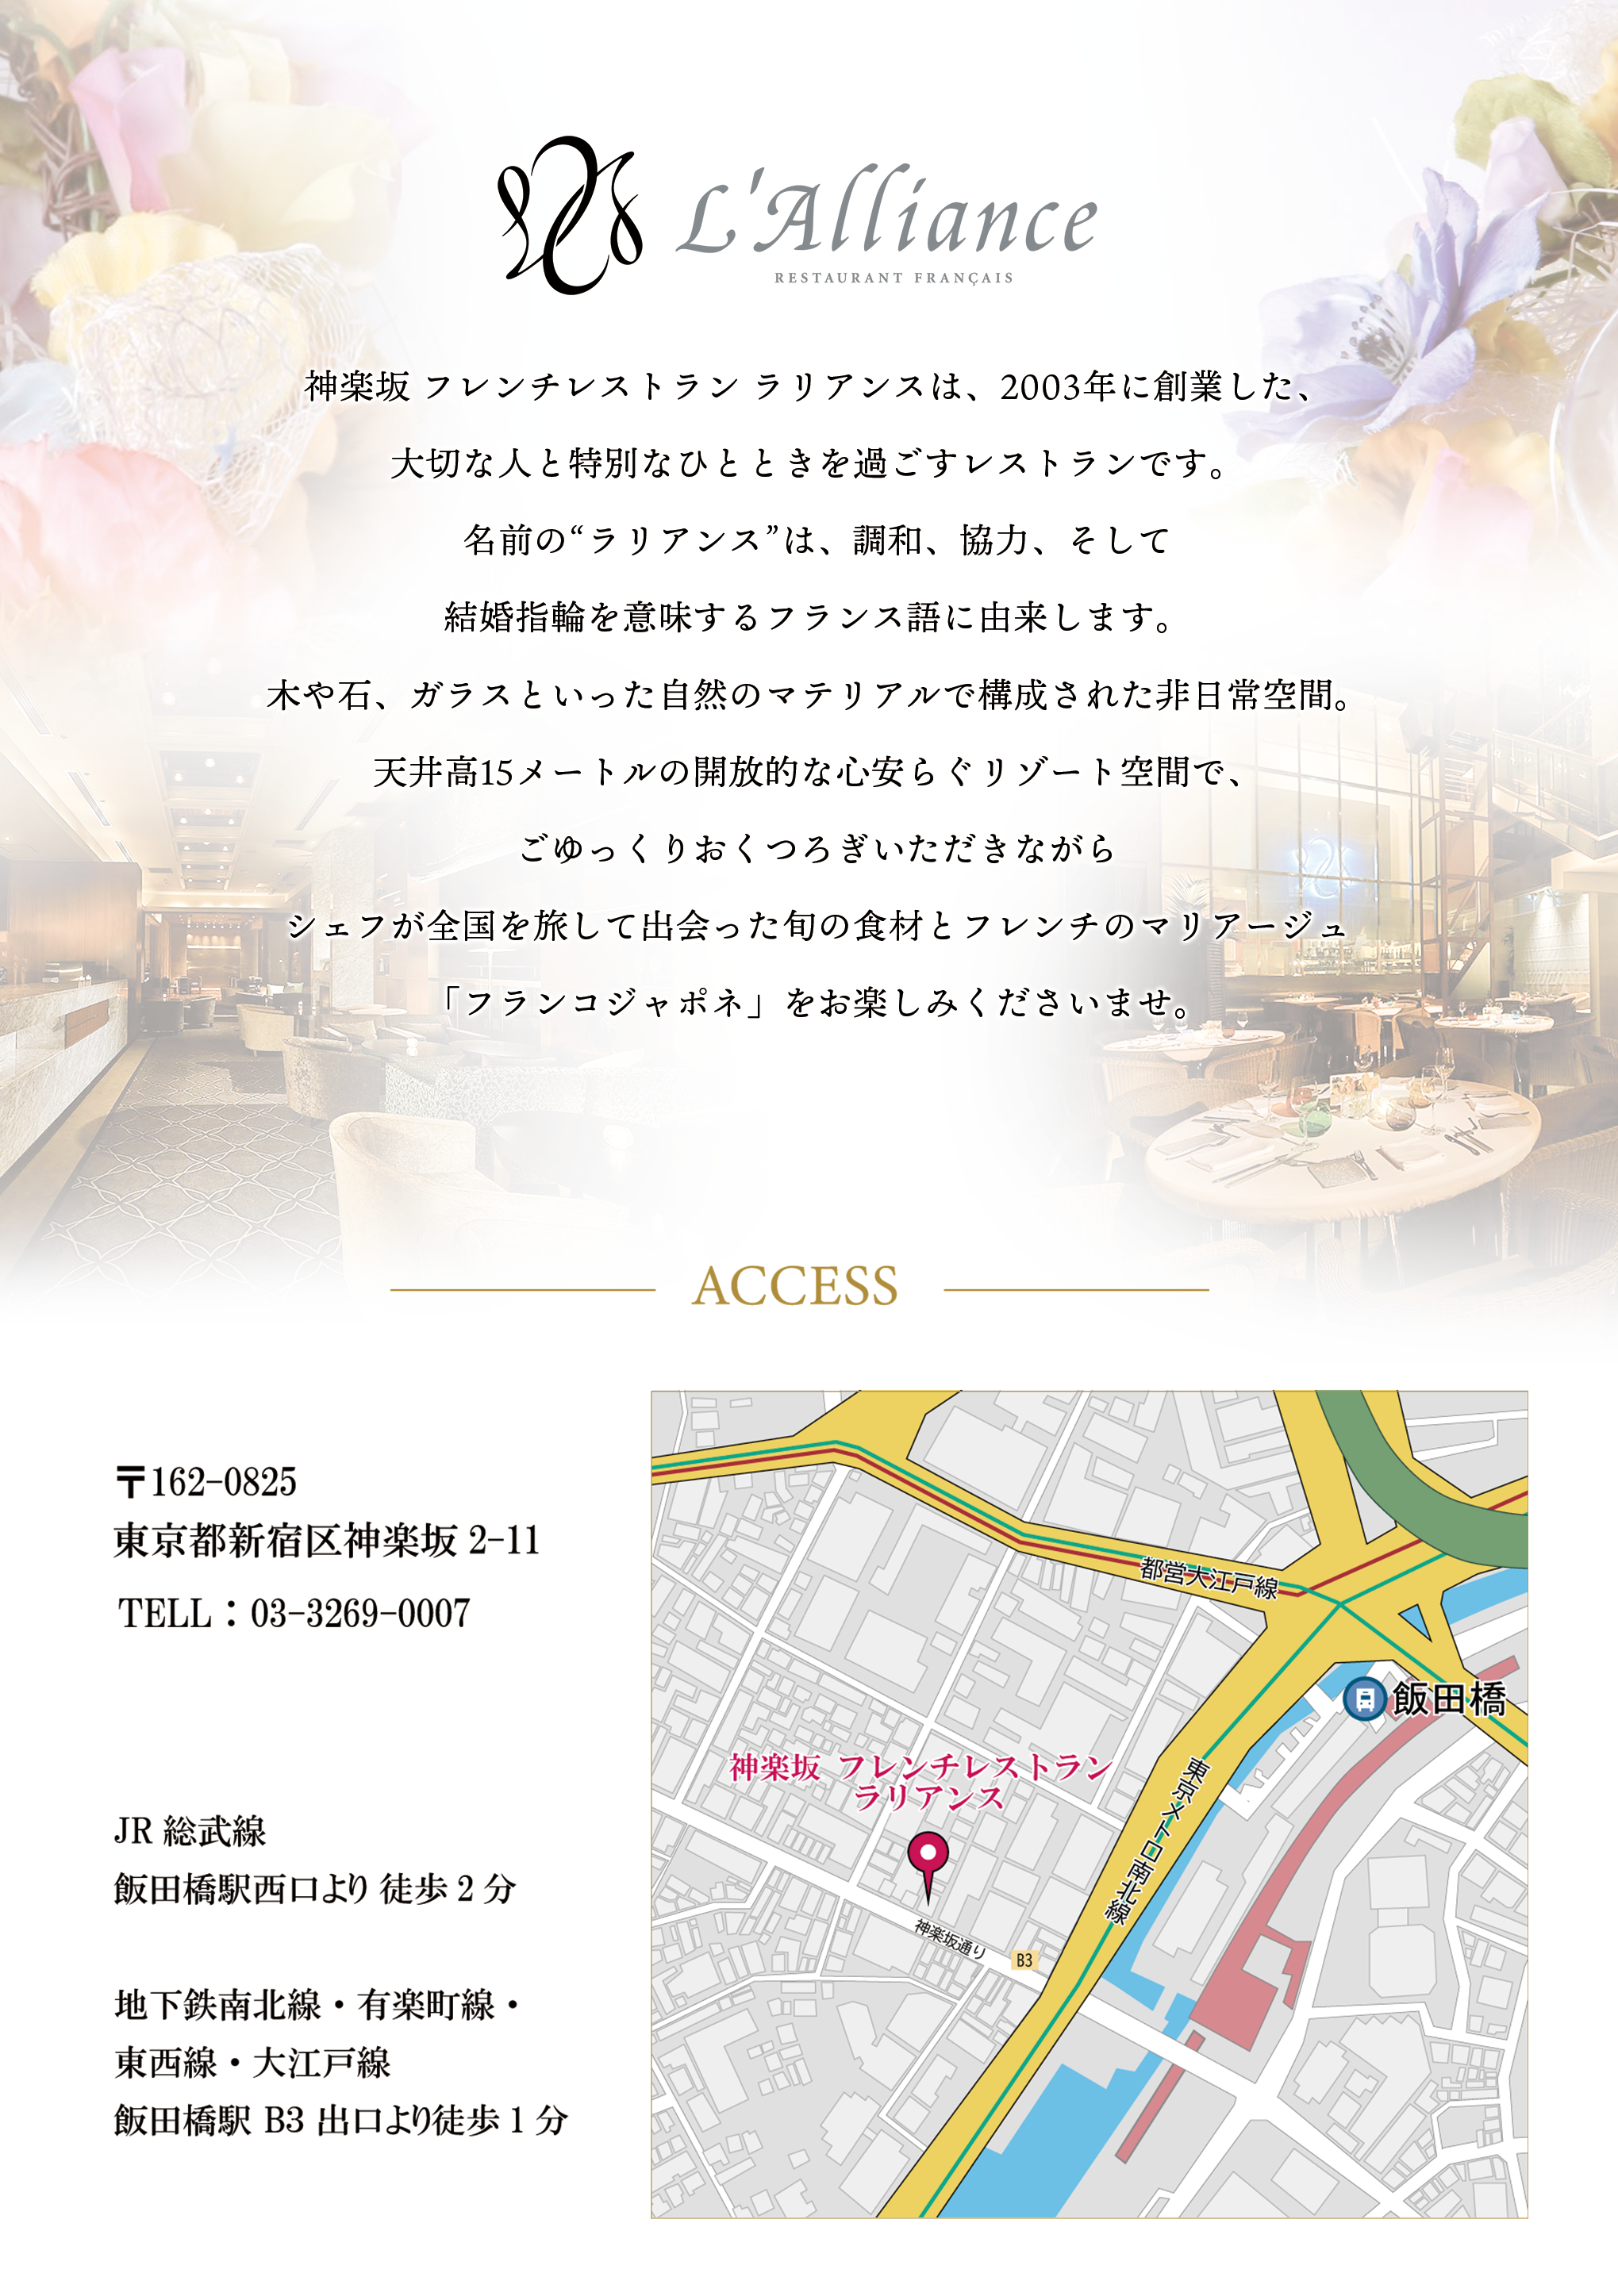 L'Alliance
RESTAURANT FRANÇAIS
神楽坂 フレンチレストラン ラリアンスは、2003年に創業した、
大切な人と特別なひとときを過ごすレストランです。
名前の“ラリアンス”は、調和、協力、そして
結婚指輪を意味するフランス語に由来します。
木や石、ガラスといった自然のマテリアルで構成された非日常空間。
天井高15メートルの開放的な心安らぐリゾート空間で、
ごゆっくりおくつろぎいただきながら
シェフが全国を旅して出会った旬の食材とフレンチのマリアージュ
「フランコジャポネ」をお楽しみくださいませ。
ACCESS
〒162-0825
東京都新宿区神楽坂 2-11
TELL：03-3269-0007
JR 総武線
飯田橋駅西口より 徒歩 2 分
地下鉄南北線・有楽町線・
東西線・大江戸線
飯田橋駅 B3 出口より徒歩 1 分
都営大江戸線
飯田橋
神楽坂 フレンチレストラン
ラリアンス
東京メトロ南北線
神楽坂通り
B3